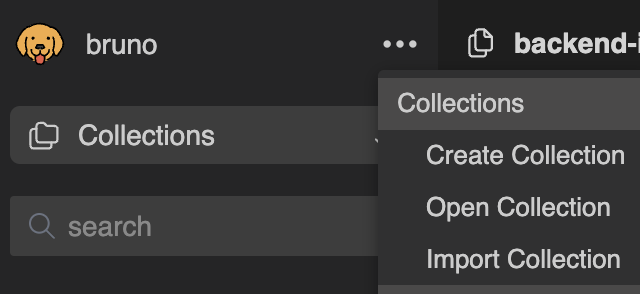 bruno
backend-i
Collections
Collections
Create Collection
search
Open Collection
Import Collection